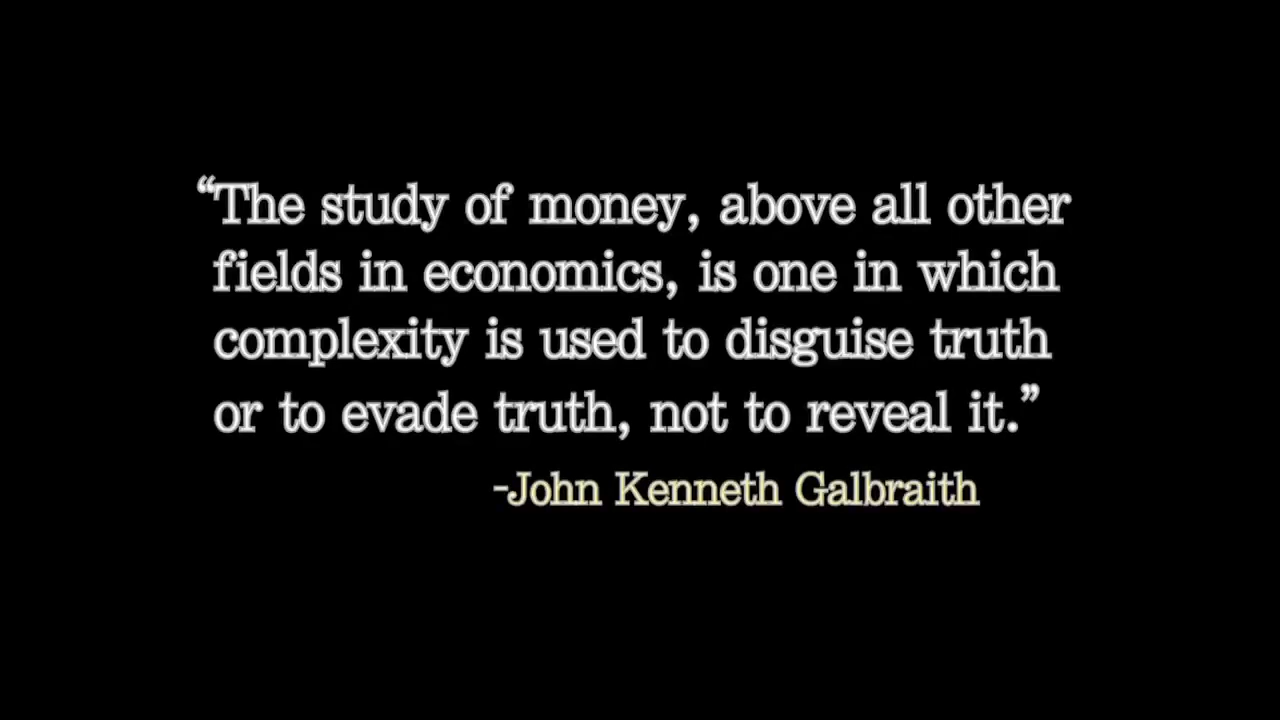 “The study of money, above all other
fields in economics, is one in which
complexity is used to disguise truth
or to evade truth, not to reveal it.”
-John Kenneth Galbraith